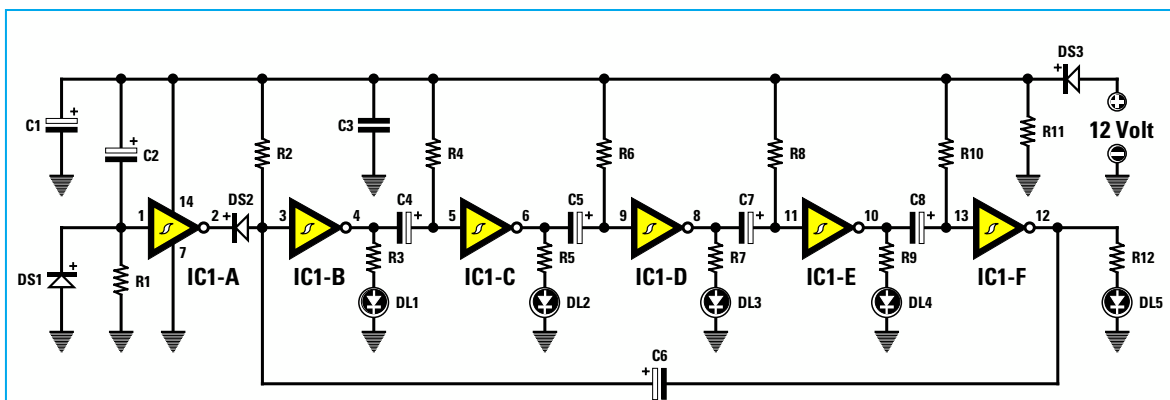 DS3
+
+
+
C1
+
C2
R2
C3
R4
R6
R8
R10
R11
12 Volt
1
14
2
DS2
+
3
4
C4
+
5
6
C5
+
9
8
C7
+
11
10
C8
+
13
12
7
DS1
+
R1
IC1-A
IC1-B
R3
IC1-C
R5
IC1-D
R7
IC1-E
R9
IC1-F
R12
DL1
DL2
DL3
DL4
DL5
C6
+